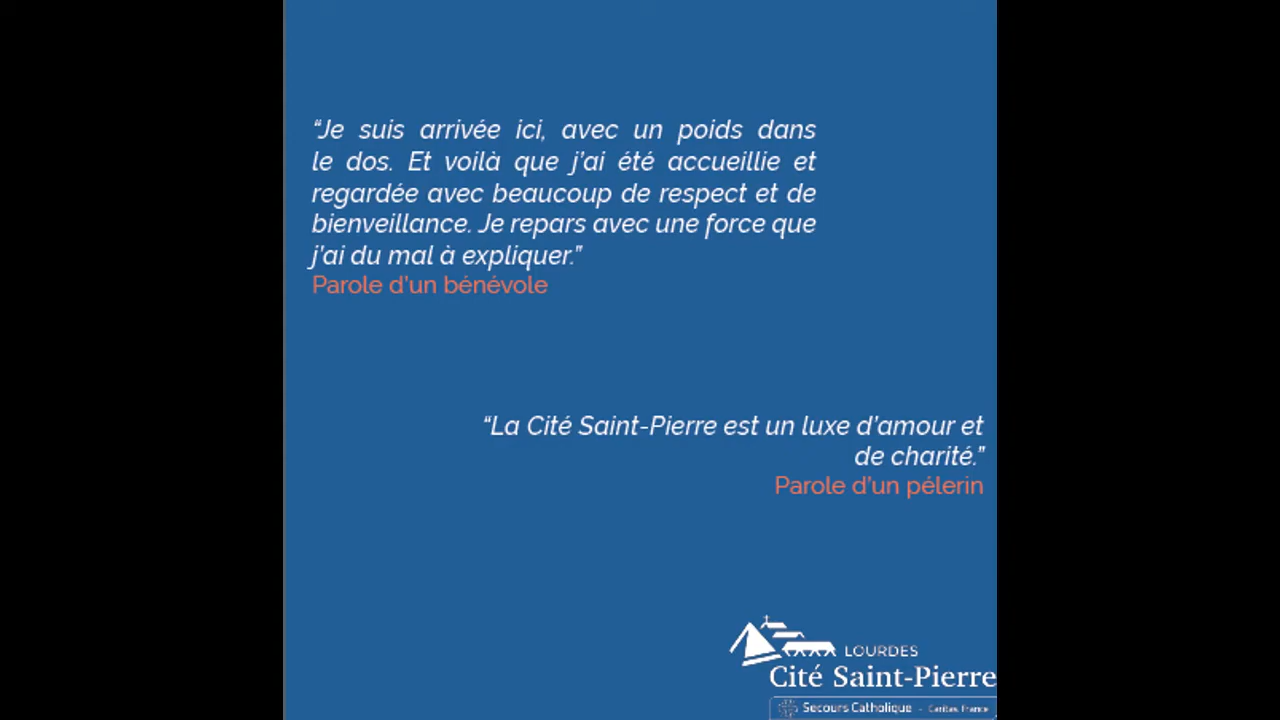 “Je suis arrivée ici, avec un poids dans
le dos. Et voilà que j’ai été accueillie et
regardée avec beaucoup de respect et de
bienveillance. Je repars avec une force que
j’ai du mal à expliquer.”
Parole d’un bénévole
“La Cité Saint-Pierre est un luxe d’amour et
de charité.”
Parole d’un pélerin
LOURDES
Cité Saint-Pierre
Secours Catholique - Caritas France